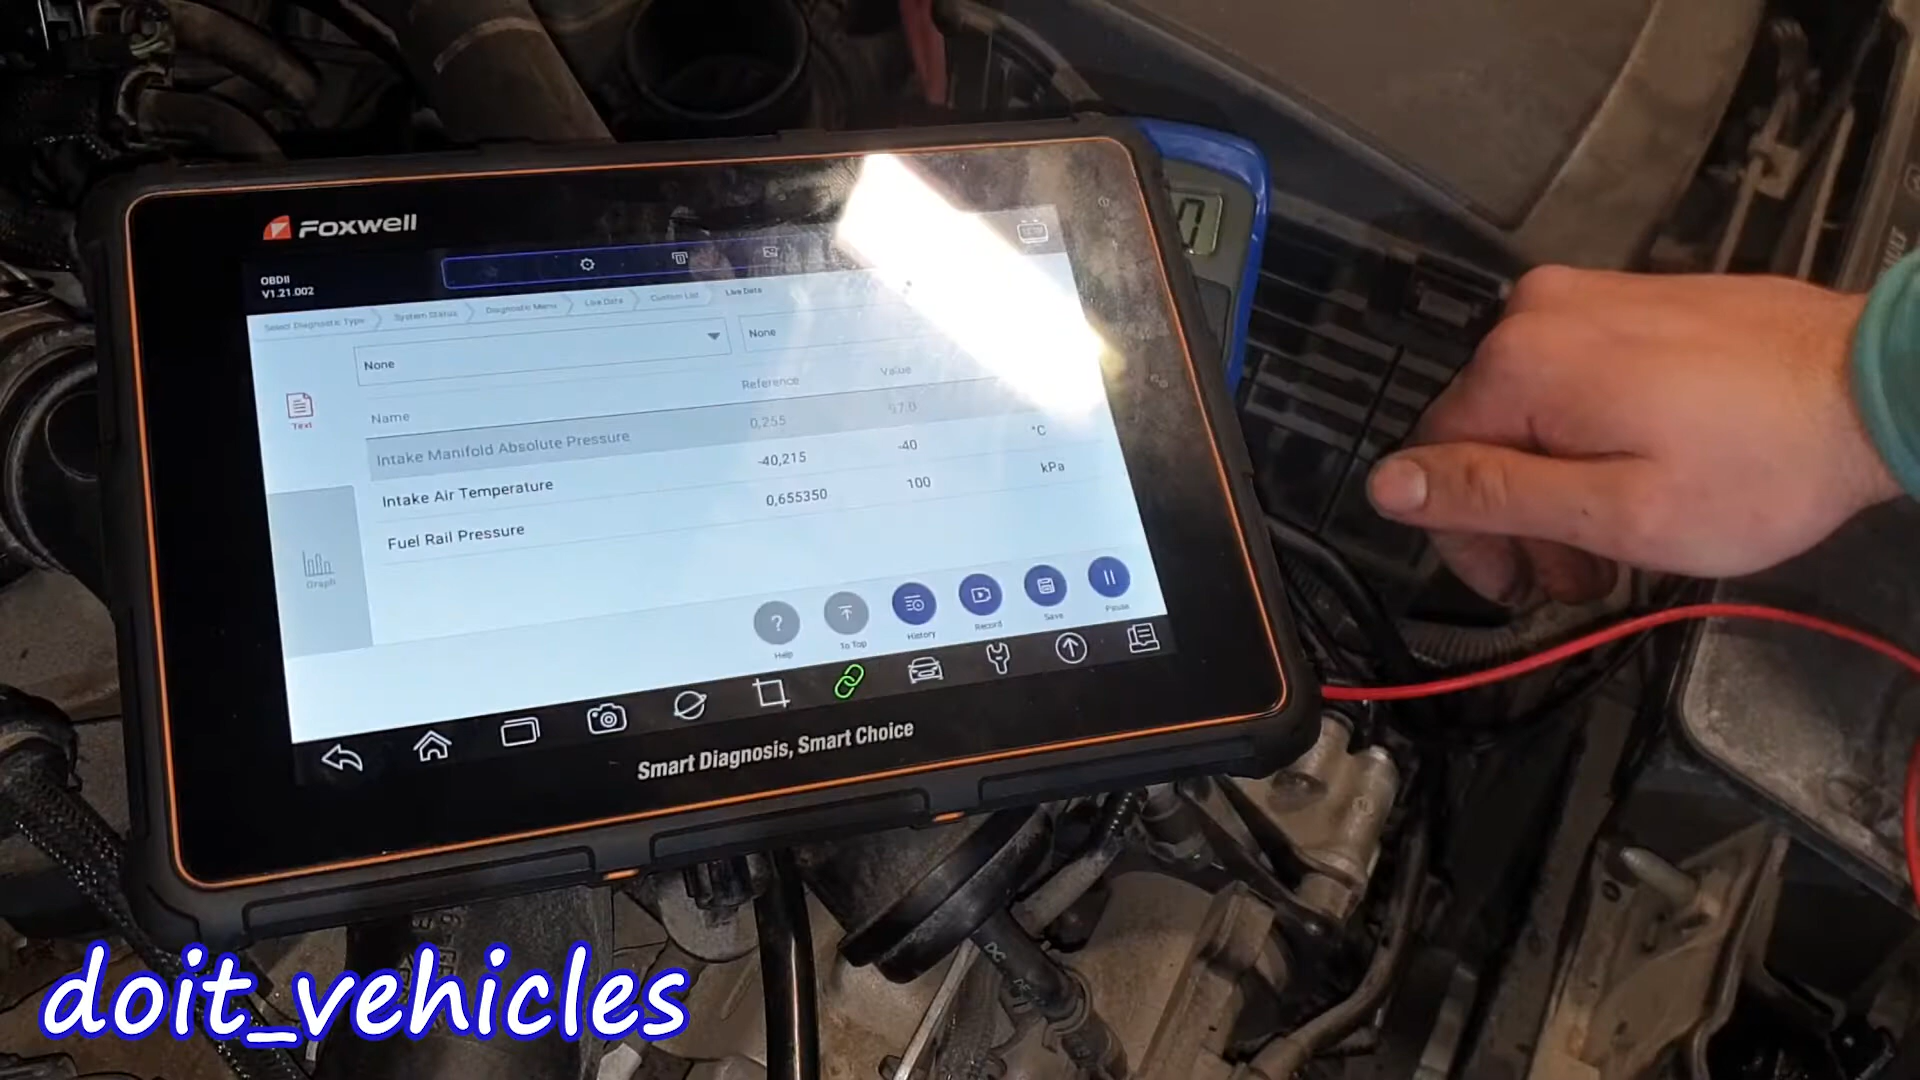 FOXWELL
OBDII
V1.21.002
Select Diagnostic Type System Status Diagnostic Menu Live Data Custom List Live Data
None None
Name Reference Value
Intake Manifold Absolute Pressure 0,255
Intake Air Temperature -40,215 -40 °C
Fuel Rail Pressure 0,655350 100 kPa
Text
Graph
?
Help To Top History Record Save Pause
Smart Diagnosis, Smart Choice
0
doit_vehicles